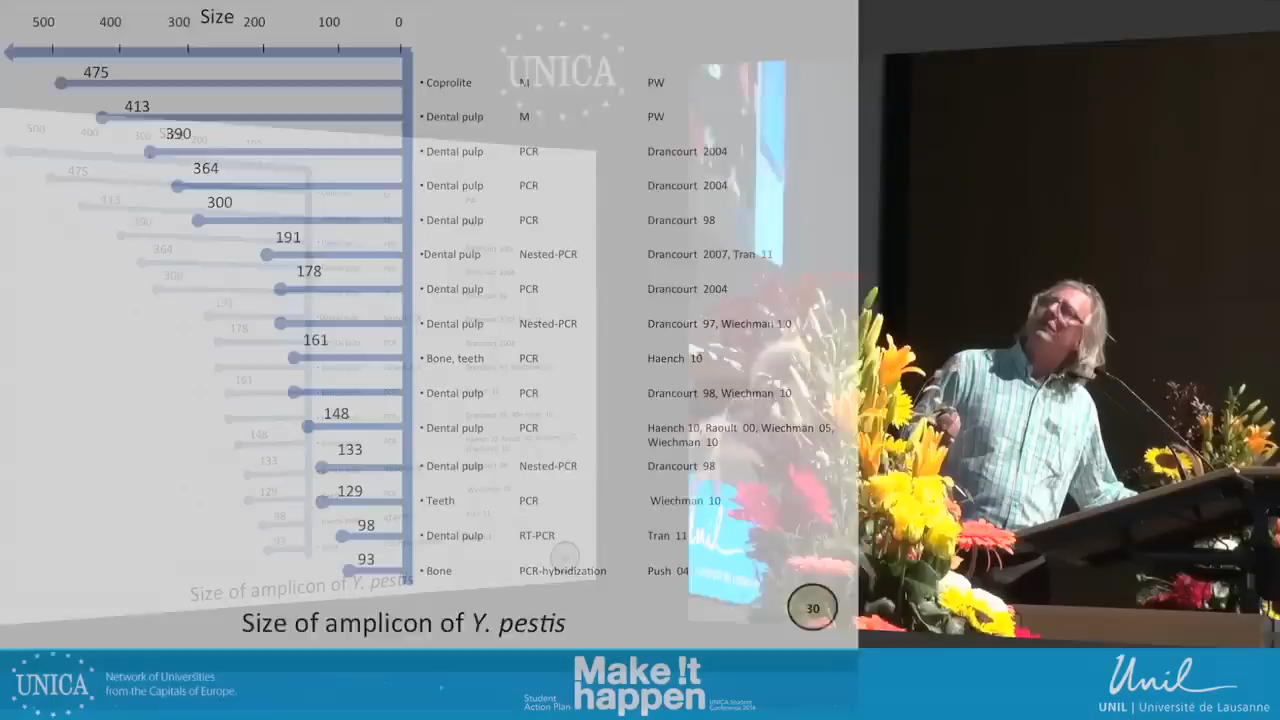 Size
500 400 300 200 100 0
475 • Coprolite M PW
413 • Dental pulp M PW
390 • Dental pulp PCR Drancourt 2004
364 • Dental pulp PCR Drancourt 2004
300 • Dental pulp PCR Drancourt 98
191 •Dental pulp Nested-PCR Drancourt 2007, Tran 11
178 • Dental pulp PCR Drancourt 2004
• Dental pulp Nested-PCR Drancourt 97, Wiechman 10
161 • Bone, teeth PCR Haench 10
• Dental pulp PCR Drancourt 98, Wiechman 10
148 • Dental pulp PCR Haench 10, Raoult 00, Wiechman 05,
Wiechman 10
133 • Dental pulp Nested-PCR Drancourt 98
129 • Teeth PCR Wiechman 10
98 • Dental pulp RT-PCR Tran 11
93 • Bone PCR-hybridization Push 04
Size of amplicon of Y. pestis
Size of amplicon of Y. pestis
30
UNICA
UNICA
Network of Universities
from the Capitals of Europe.
Student
Action Plan
Make !t
happen
UNICA Student
Conference 2014
Unil
UNIL | Université de Lausanne